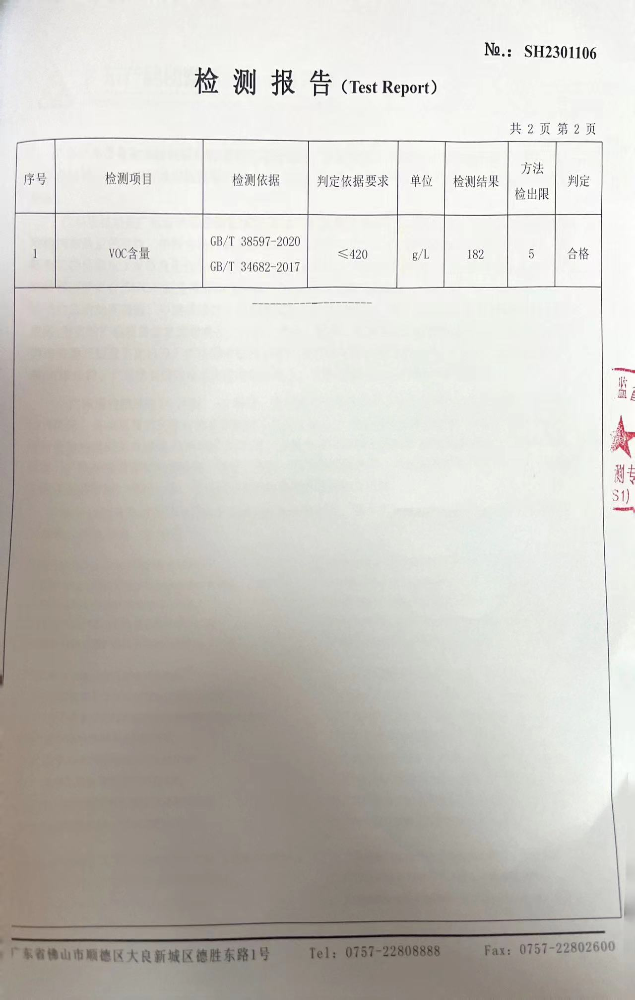 №.: SH2301106
检 测 报 告（Test Report）
共 2 页 第 2 页
序号 检测项目 检测依据 判定依据要求 单位 检测结果 方法检出限 判定
1 VOC含量 GB/T 38597-2020 GB/T 34682-2017 ≤420 g/L 182 5 合格
监
测专
S1)
广东省佛山市顺德区大良新城区德胜东路1号 Tel: 0757-22808888 Fax: 0757-22802600